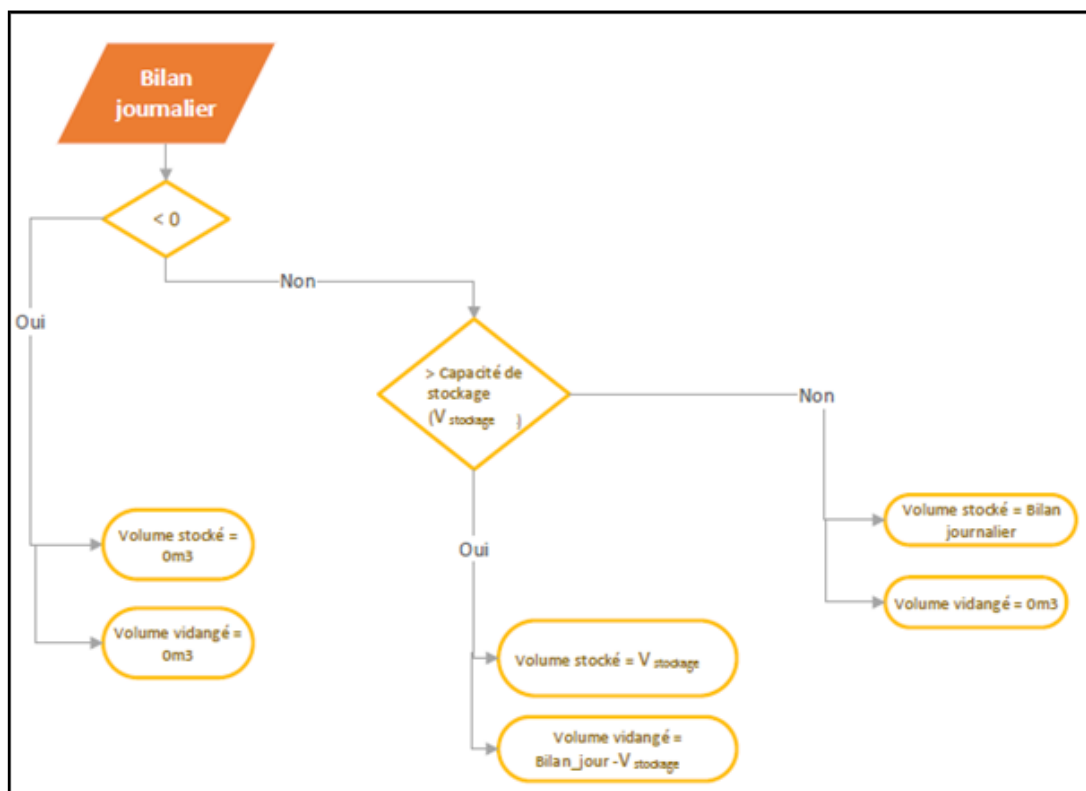 Bilan
journalier
< 0
Non
Oui
> Capacité de
stockage
(V stockage )
Non
Volume stocké = Bilan
journalier
Volume stocké =
0m3
Oui
Volume vidangé = 0m3
Volume vidangé =
0m3
Volume stocké = V stockage
Volume vidangé =
Bilan_jour -V stockage